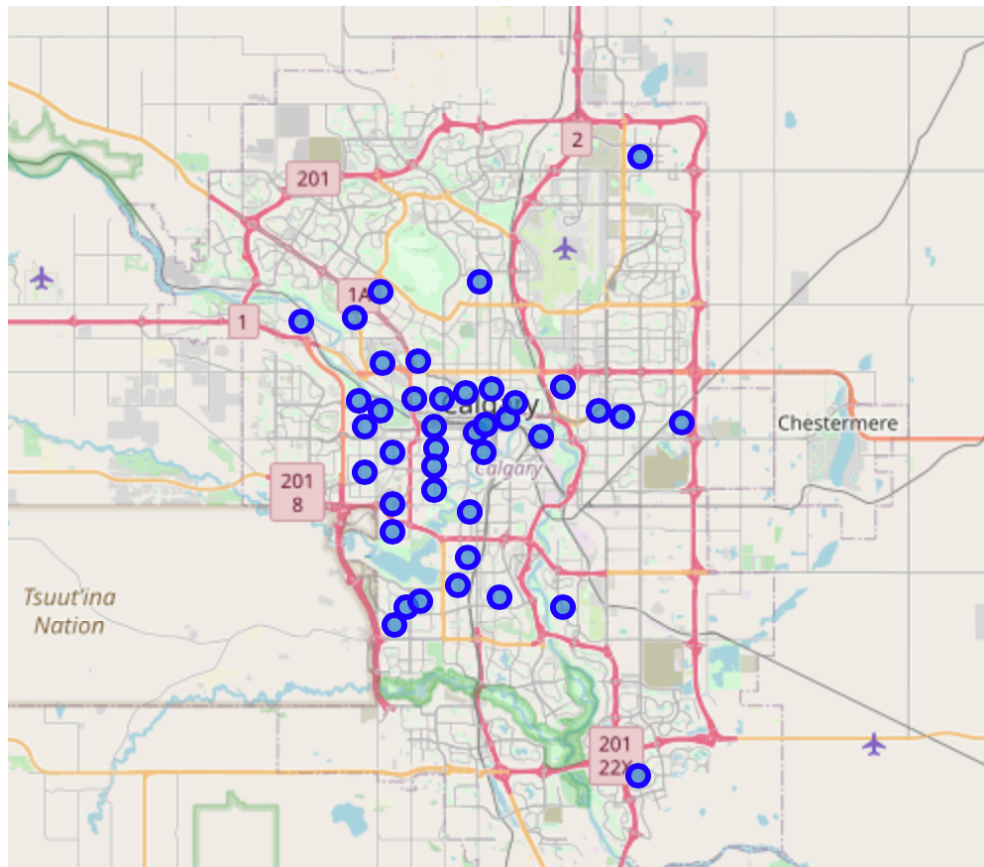 2
201
1A
1
Calgary
Chestermere
Calgary
201
8
Tsuut'ina
Nation
201
22X